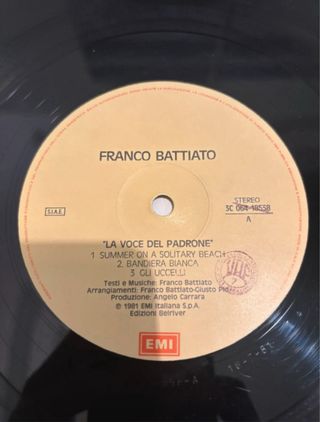 FRANCO BATTIATO
S.I.A.E.
STEREO
3C 064-18558
A
"LA VOCE DEL PADRONE"
1 SUMMER ON A SOLITARY BEACH
2. BANDIERA BIANCA
3 GLI UCCELLI
Testi e Musiche: Franco Battiato
Arrangiamenti: Franco Battiato-Giusto Pio
Produzione: Angelo Carrara
℗ 1981 EMI Italiana S.p.A.
Edizioni Belriver
EMI